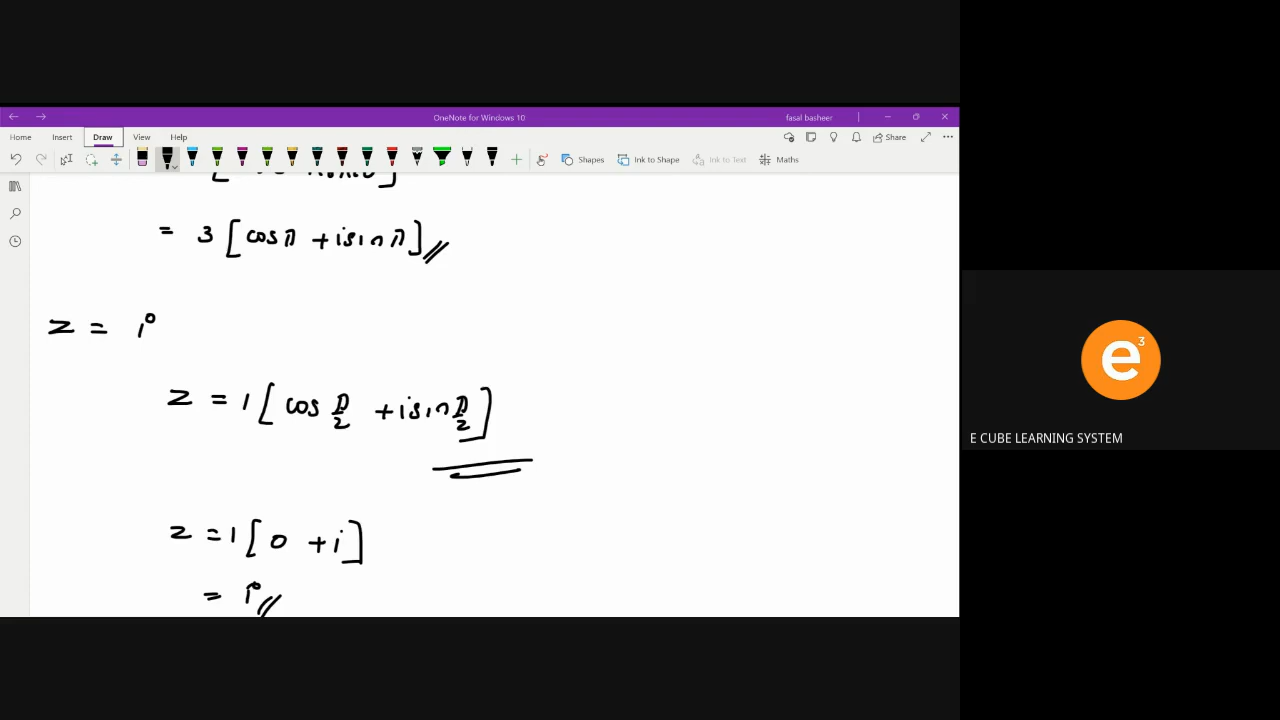 OneNote for Windows 10
fasal basheer
Home Insert Draw View Help
Share
Shapes Ink to Shape Ink to Text Maths
= 3 [cos π + i sin π]
z = i
z = 1 [cos π/2 + i sin π/2]
z = 1 [0 + i]
= i
e3
E CUBE LEARNING SYSTEM